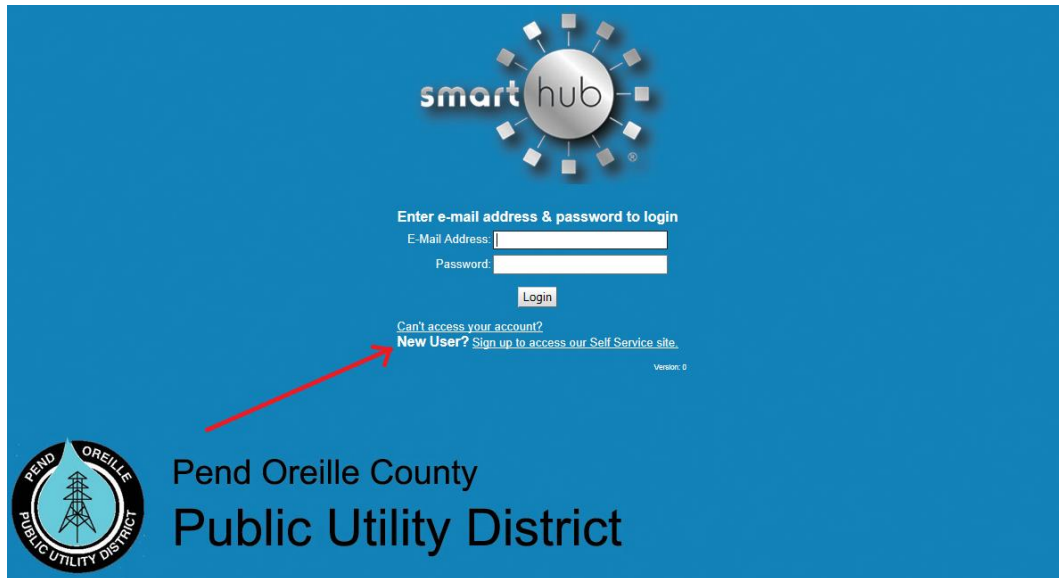 smart hub
®
Enter e-mail address & password to login
E-Mail Address:
Password:
Login
Can't access your account?
New User? Sign up to access our Self Service site.
Version: 0
PEND OREILLE
PUBLIC UTILITY DISTRICT
Pend Oreille County
Public Utility District